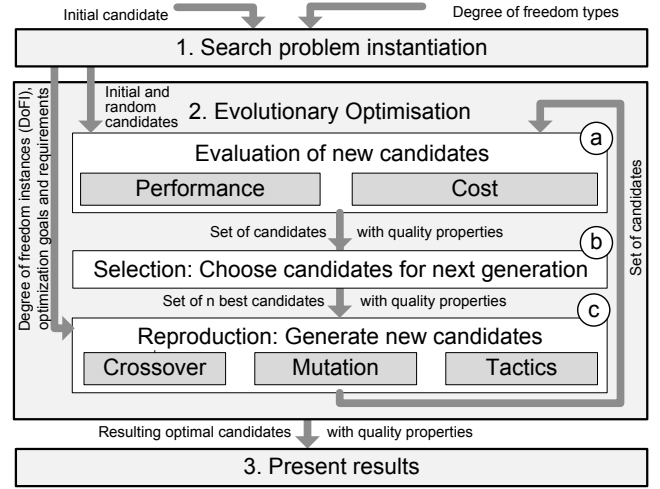 Initial candidate
Degree of freedom types
1. Search problem instantiation
Degree of freedom instances (DoFI),
optimization goals and requirements
Initial and
random
candidates
2. Evolutionary Optimisation
a
Evaluation of new candidates
Performance
Cost
Set of candidates
Set of candidates with quality properties
b
Selection: Choose candidates for next generation
Set of n best candidates with quality properties
c
Reproduction: Generate new candidates
Crossover
Mutation
Tactics
Resulting optimal candidates with quality properties
3. Present results